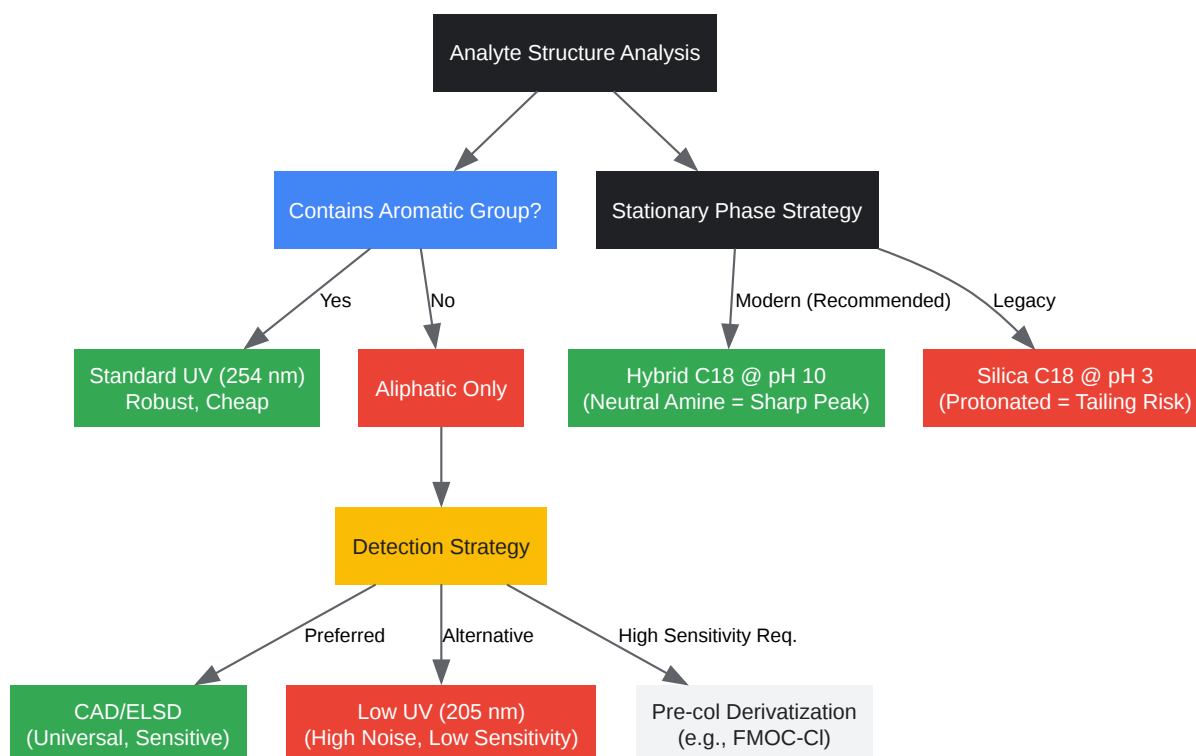 Analyte Structure Analysis
Contains Aromatic Group?
Stationary Phase Strategy
Yes
No
Modern (Recommended)
Legacy
Standard UV (254 nm)
Robust, Cheap
Aliphatic Only
Hybrid C18 @ pH 10
(Neutral Amine = Sharp Peak)
Silica C18 @ pH 3
(Protonated = Tailing Risk)
Detection Strategy
Preferred
Alternative
High Sensitivity Req.
CAD/ELSD
(Universal, Sensitive)
Low UV (205 nm)
(High Noise, Low Sensitivity)
Pre-col Derivatization
(e.g., FMOC-Cl)